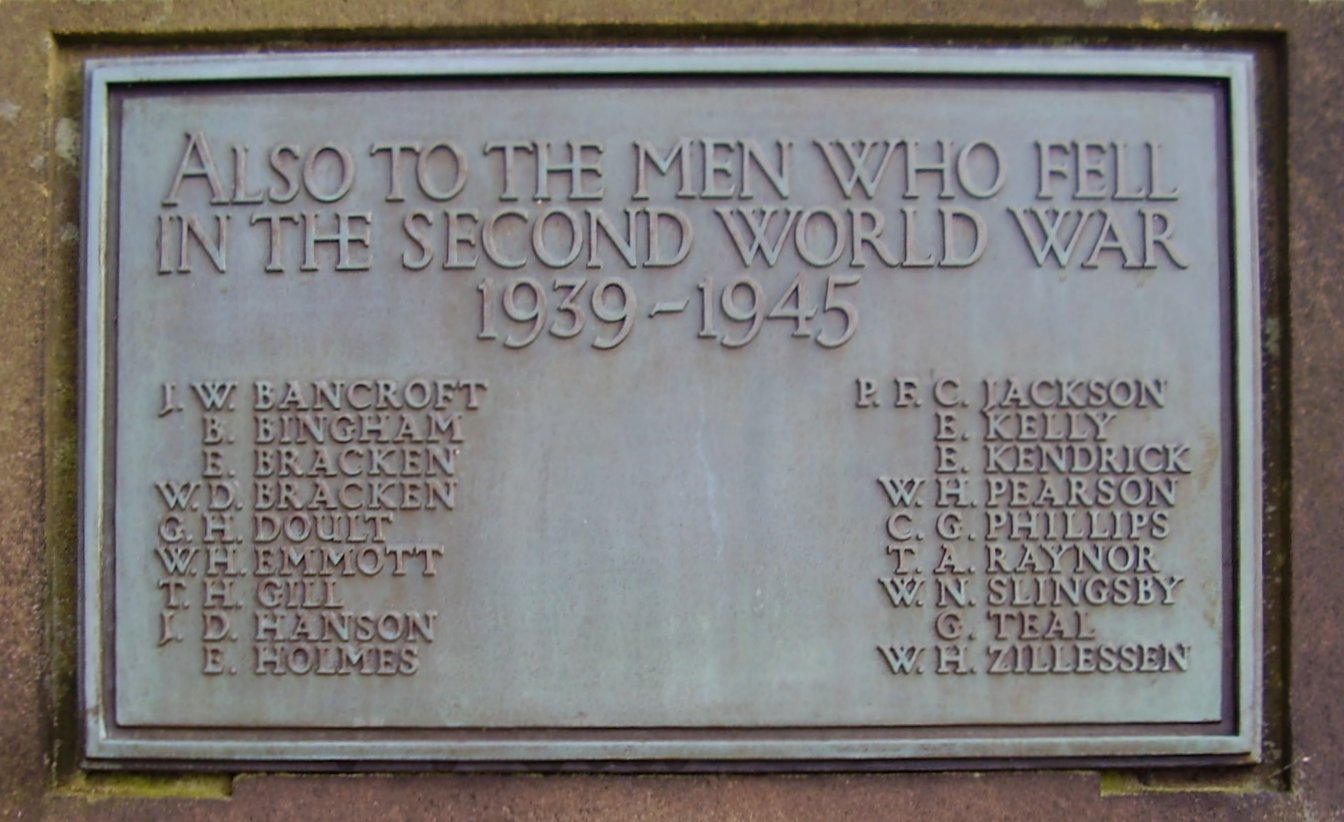 ALSO TO THE MEN WHO FELL
IN THE SECOND WORLD WAR
1939-1945
J. W. BANCROFT
B. BINGHAM
E. BRACKEN
W. D. BRACKEN
G. H. DOULT
W. H. EMMOTT
T. H. GILL
J. D. HANSON
E. HOLMES
P. F. C. JACKSON
E. KELLY
E. KENDRICK
W. H. PEARSON
C. G. PHILLIPS
T. A. RAYNOR
W. N. SLINGSBY
G. TEAL
W. H. ZILLESSEN